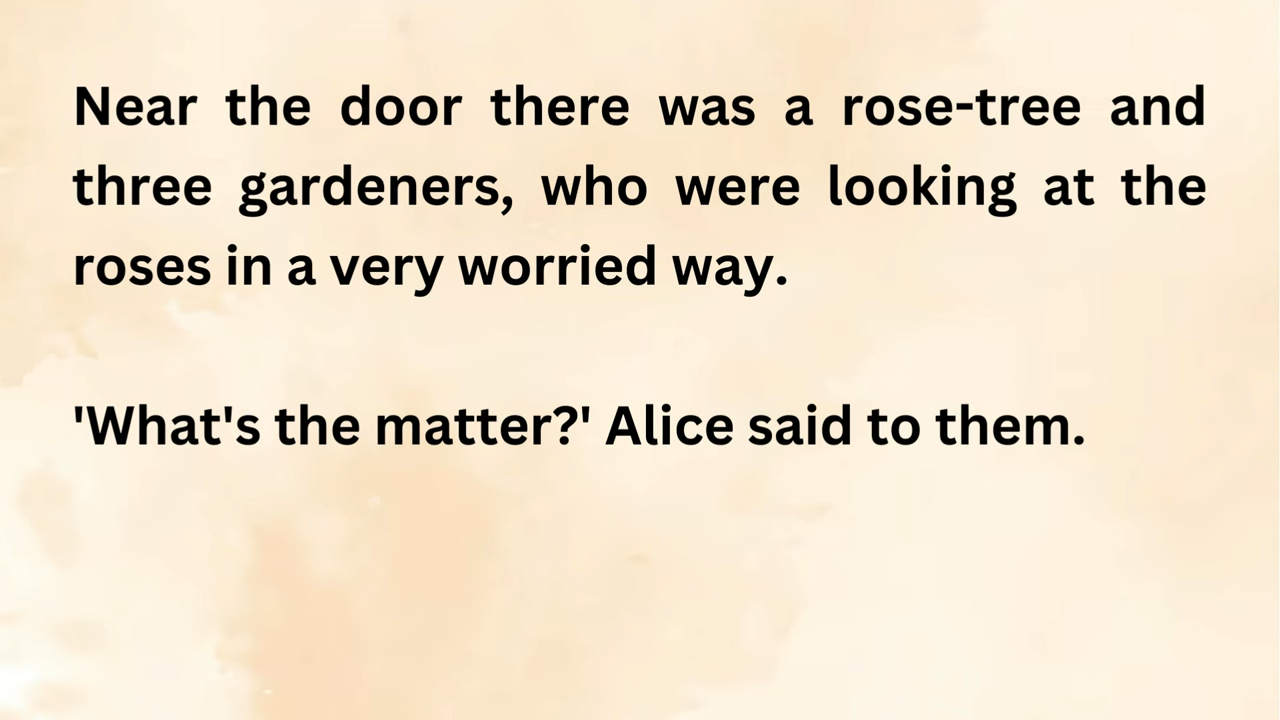 Near the door there was a rose-tree and
three gardeners, who were looking at the
roses in a very worried way.
'What's the matter?' Alice said to them.